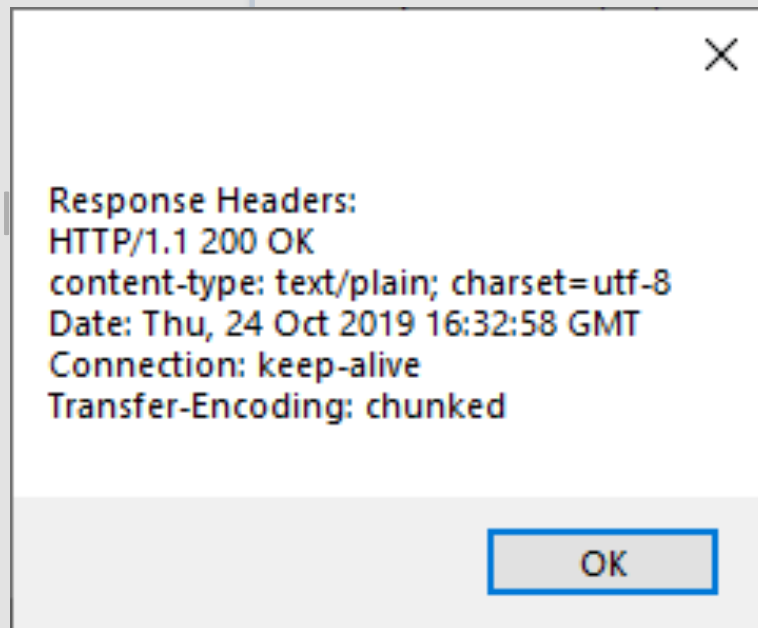 Response Headers:
HTTP/1.1 200 OK
content-type: text/plain; charset=utf-8
Date: Thu, 24 Oct 2019 16:32:58 GMT
Connection: keep-alive
Transfer-Encoding: chunked
OK